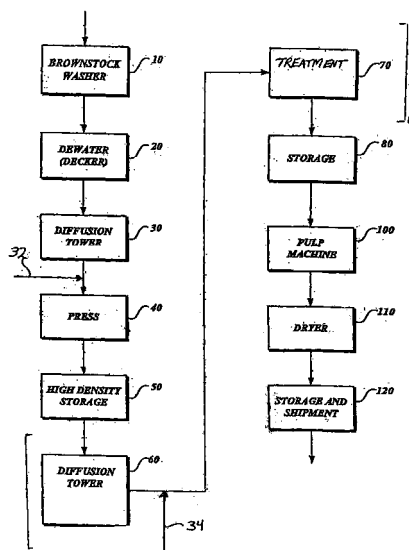 BROWNSTOCK
WASHER
10
DEWATER
(DECKER)
20
DIFFUSION
TOWER
30
32
PRESS
40
HIGH DENSITY
STORAGE
50
DIFFUSION
TOWER
60
34
TREATMENT
70
STORAGE
80
PULP
MACHINE
100
DRYER
110
STORAGE AND
SHIPMENT
120